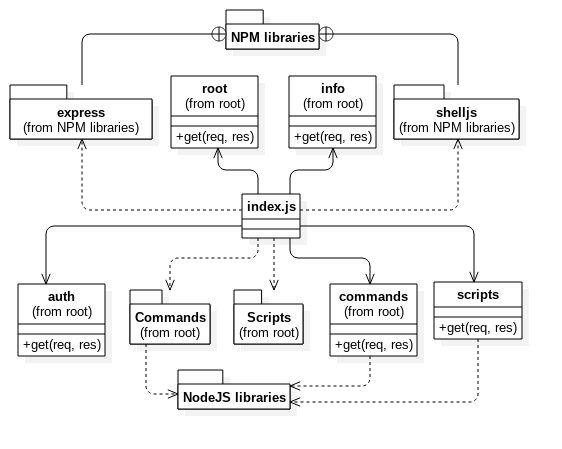 NPM libraries
express
(from NPM libraries)
root
(from root)
+get(req, res)
info
(from root)
+get(req, res)
shelljs
(from NPM libraries)
index.js
auth
(from root)
+get(req, res)
Commands
(from root)
Scripts
(from root)
commands
(from root)
+get(req, res)
scripts
+get(req, res)
NodeJS libraries